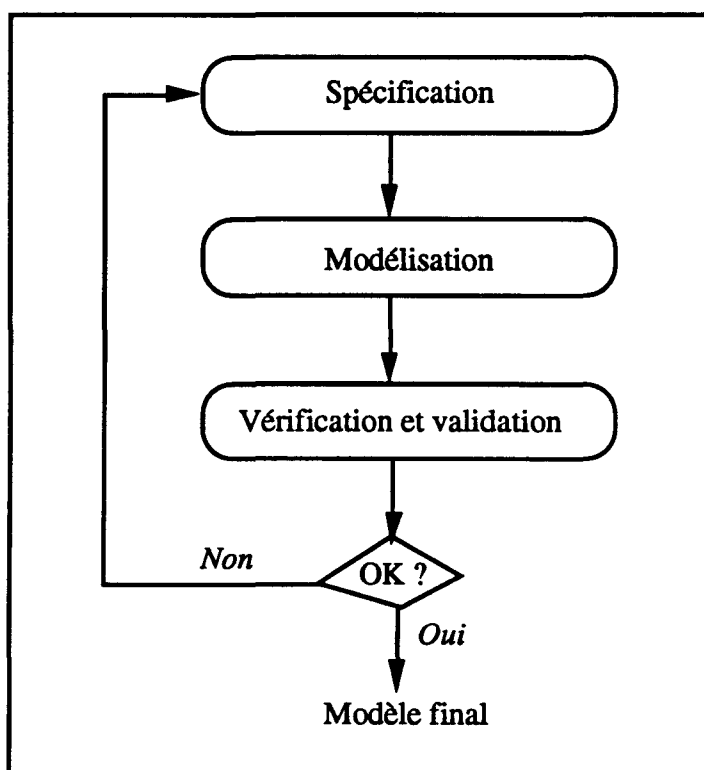 Spécification
Modélisation
Vérification et validation
Non
OK ?
Oui
Modèle final